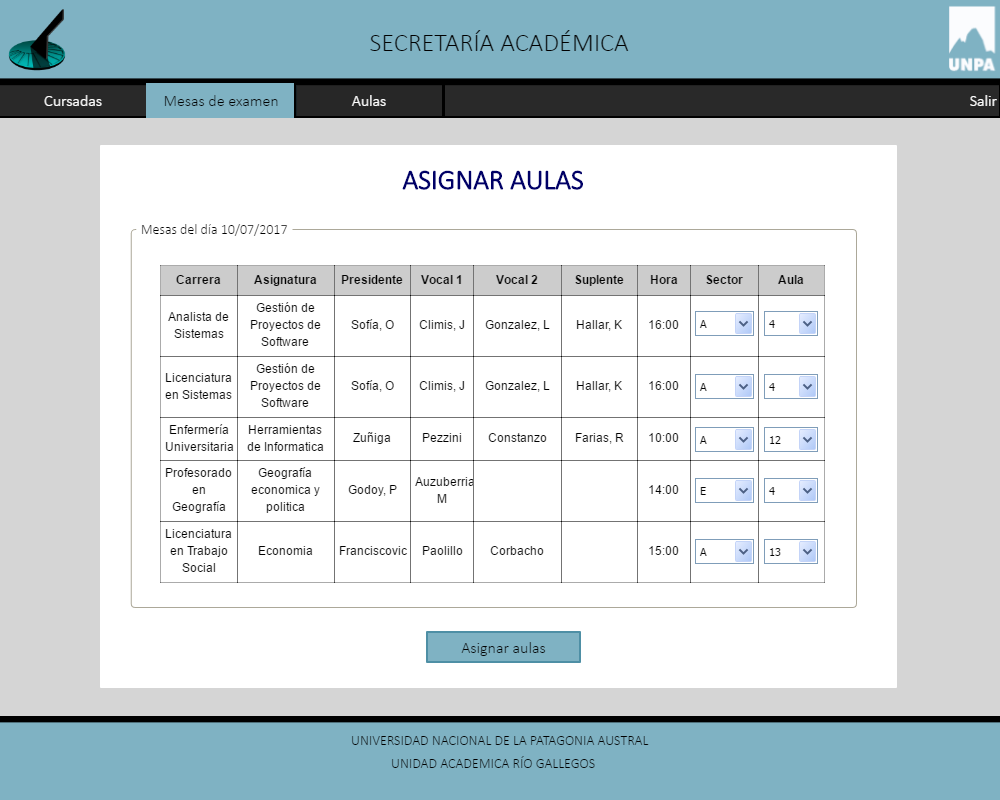 SECRETARÍA ACADÉMICA
UNPA
Cursadas Mesas de examen Aulas Salir
ASIGNAR AULAS
Mesas del día 10/07/2017
Carrera Asignatura Presidente Vocal 1 Vocal 2 Suplente Hora Sector Aula
Analista de Sistemas Gestión de Proyectos de Software Sofía, O Climis, J Gonzalez, L Hallar, K 16:00 A 4
Licenciatura en Sistemas Gestión de Proyectos de Software Sofía, O Climis, J Gonzalez, L Hallar, K 16:00 A 4
Enfermería Universitaria Herramientas de Informatica Zuñiga Pezzini Constanzo Farias, R 10:00 A 12
Profesorado en Geografía Geografía economica y politica Godoy, P Auzuberria M 14:00 E 4
Licenciatura en Trabajo Social Economia Franciscovic Paolillo Corbacho 15:00 A 13
Asignar aulas
UNIVERSIDAD NACIONAL DE LA PATAGONIA AUSTRAL
UNIDAD ACADEMICA RÍO GALLEGOS